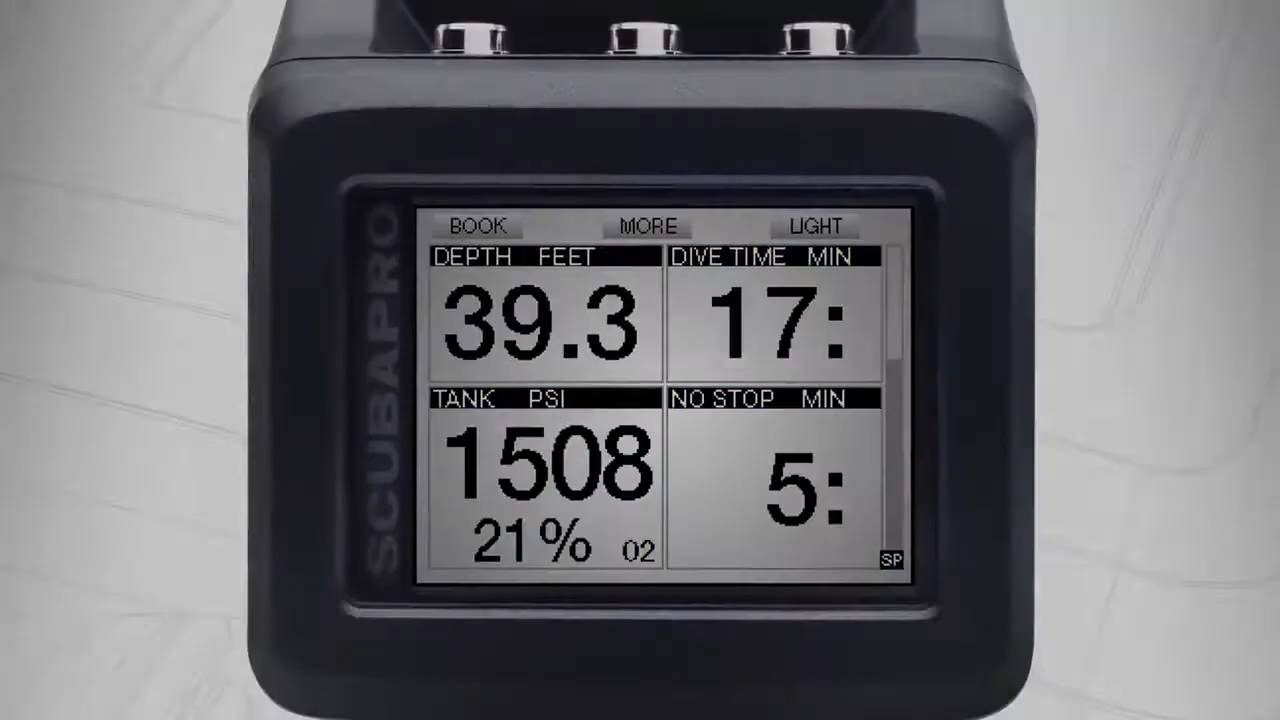 SCUBAPRO
BOOK MORE LIGHT
DEPTH FEET DIVE TIME MIN
39.3 17:
TANK PSI NO STOP MIN
1508 5:
21% O2
SP